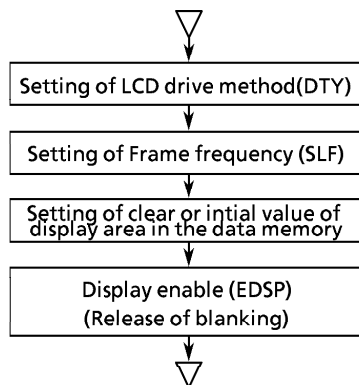 Setting of LCD drive method(DTY)
Setting of Frame frequency (SLF)
Setting of clear or intial value of
display area in the data memory
Display enable (EDSP)
(Release of blanking)